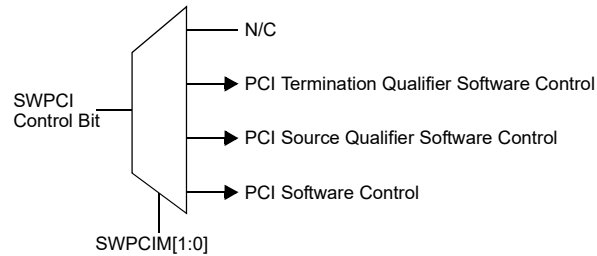 N/C
PCI Termination Qualifier Software Control
SWPCI
Control Bit
PCI Source Qualifier Software Control
PCI Software Control
SWPCIM[1:0]